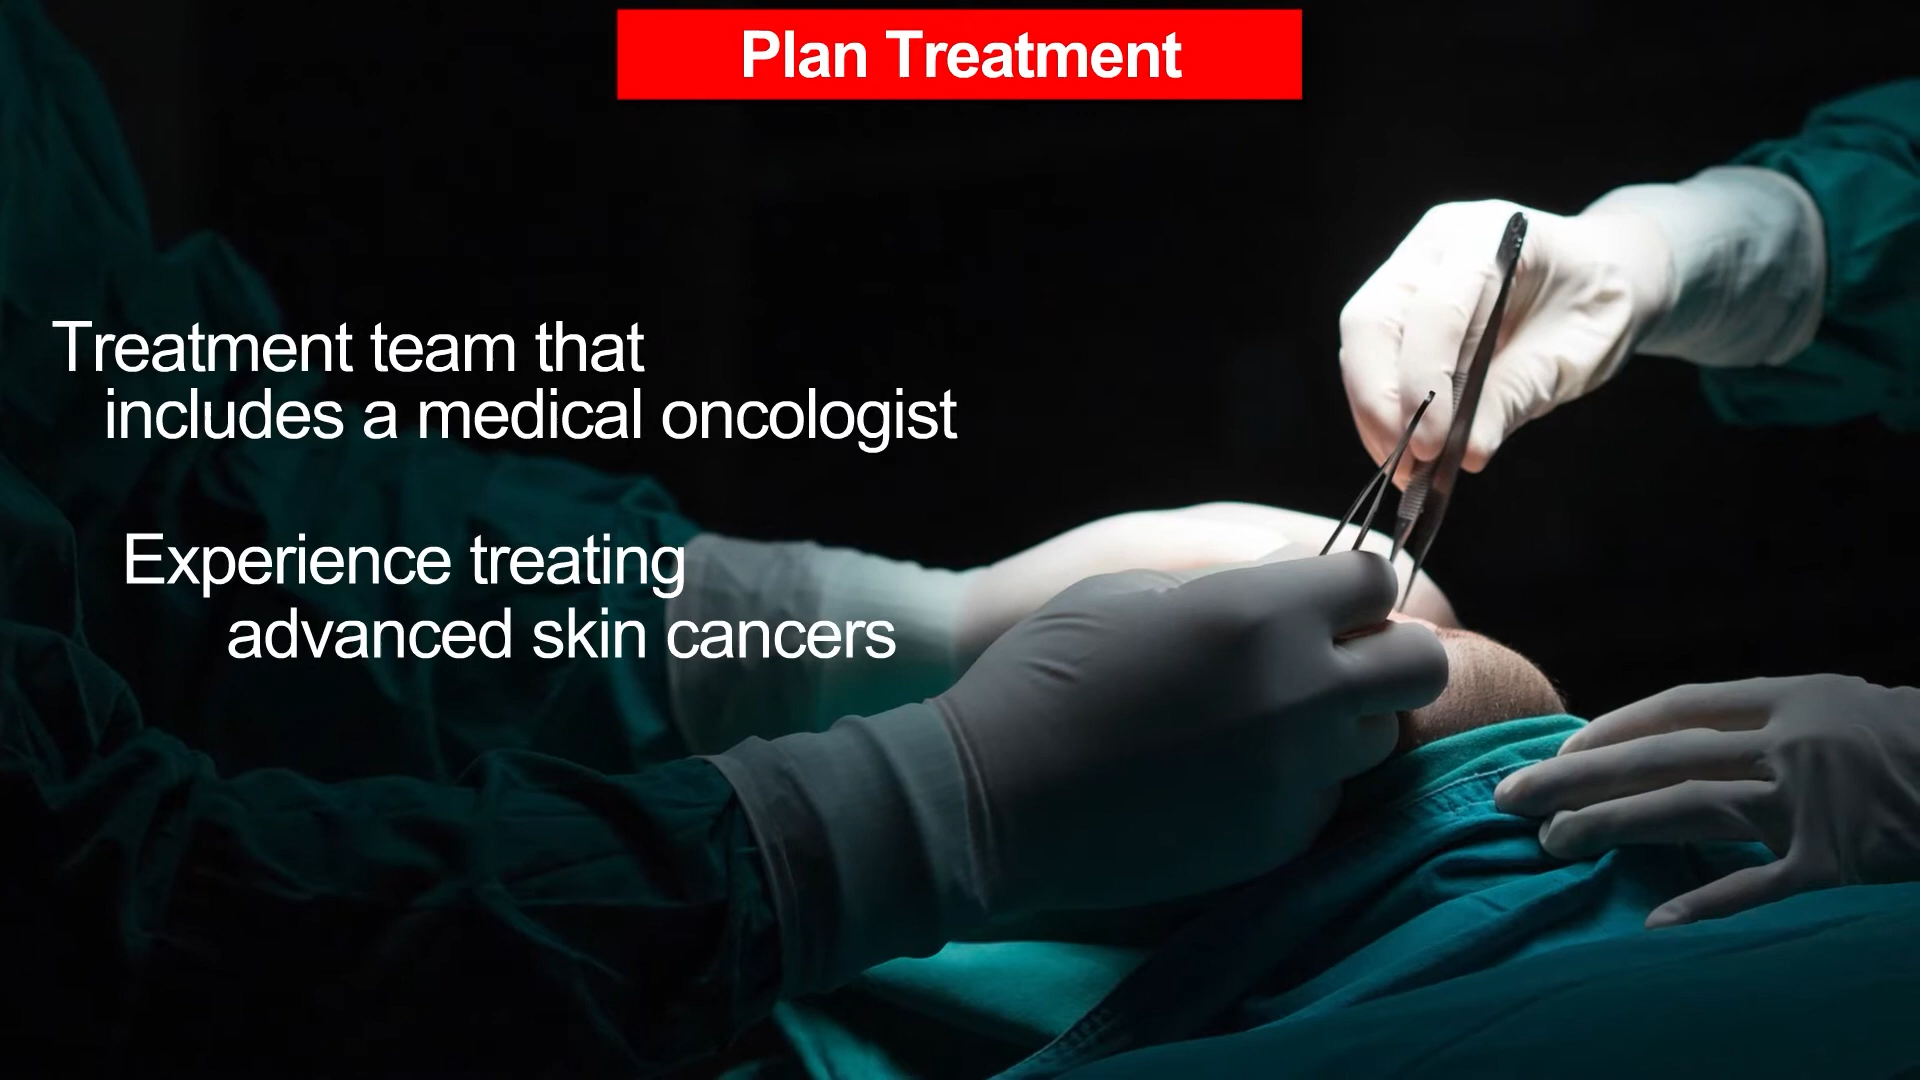 Plan Treatment
Treatment team that
includes a medical oncologist
Experience treating
advanced skin cancers